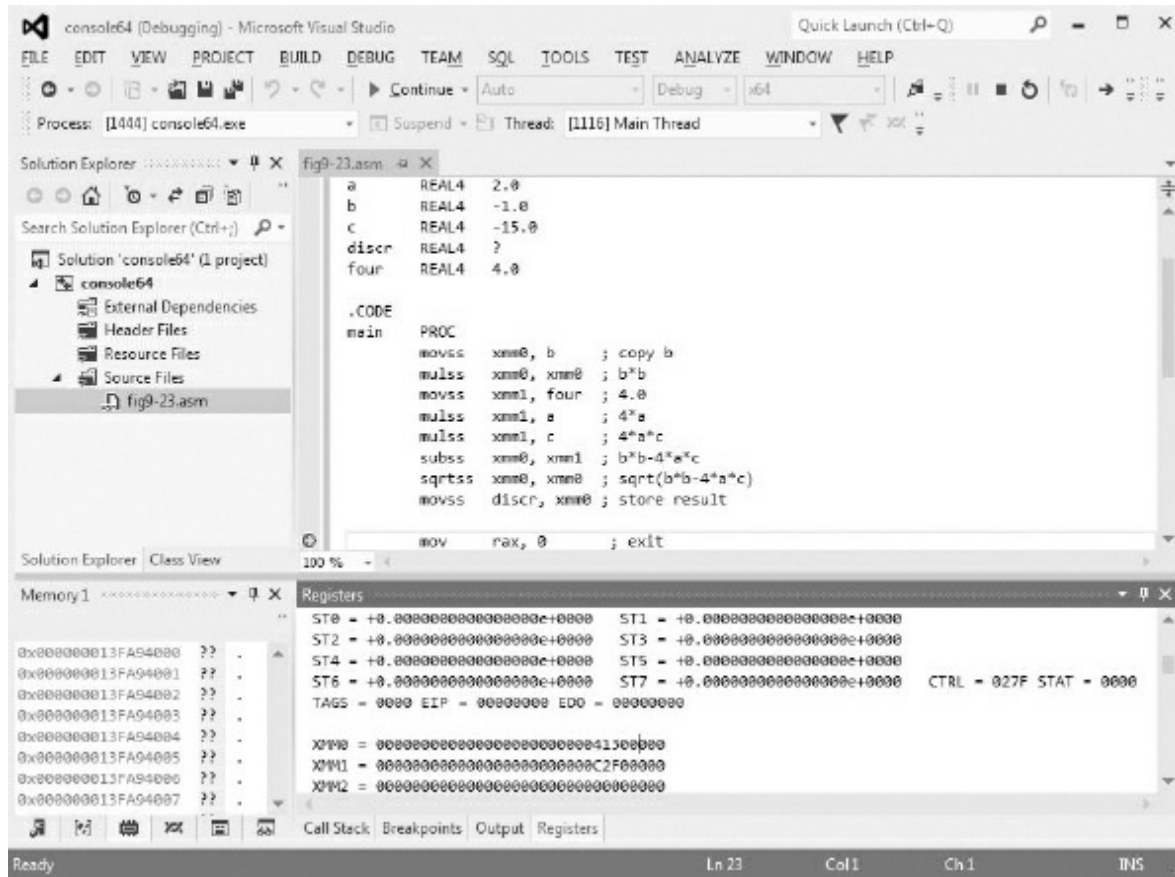 console64 (Debugging) - Microsoft Visual Studio
Quick Launch (Ctrl+Q)
FILE EDIT VIEW PROJECT BUILD DEBUG TEAM SQL TOOLS TEST ANALYZE WINDOW HELP
Continue Auto Debug x64
Process: [1444] console64.exe Suspend Thread: [1116] Main Thread
Solution Explorer
Search Solution Explorer (Ctrl+;)
Solution 'console64' (1 project)
console64
External Dependencies
Header Files
Resource Files
Source Files
fig9-23.asm
Solution Explorer Class View
fig9-23.asm
a REAL4 2.0
b REAL4 -1.0
c REAL4 -15.0
discr REAL4 ?
four REAL4 4.0
.CODE
main PROC
movss xmm0, b ; copy b
mulss xmm0, xmm0 ; b*b
movss xmm1, four ; 4.0
mulss xmm1, a ; 4*a
mulss xmm1, c ; 4*a*c
subss xmm0, xmm1 ; b*b-4*a*c
sqrtss xmm0, xmm0 ; sqrt(b*b-4*a*c)
movss discr, xmm0 ; store result
mov rax, 0 ; exit
100 %
Memory 1
0x000000013FA94000 ?? .
0x000000013FA94001 ?? .
0x000000013FA94002 ?? .
0x000000013FA94003 ?? .
0x000000013FA94004 ?? .
0x000000013FA94005 ?? .
0x000000013FA94006 ?? .
0x000000013FA94007 ?? .
Registers
ST0 = +0.0000000000000000e+0000 ST1 = +0.0000000000000000e+0000
ST2 = +0.0000000000000000e+0000 ST3 = +0.0000000000000000e+0000
ST4 = +0.0000000000000000e+0000 ST5 = +0.0000000000000000e+0000
ST6 = +0.0000000000000000e+0000 ST7 = +0.0000000000000000e+0000 CTRL = 027F STAT = 0000
TAGS = 0000 EIP = 00000000 EDO = 00000000
XMM0 = 00000000000000000000000041300000
XMM1 = 000000000000000000000000C2F00000
XMM2 = 00000000000000000000000000000000
Call Stack Breakpoints Output Registers
Ready Ln 23 Col 1 Ch 1 INS